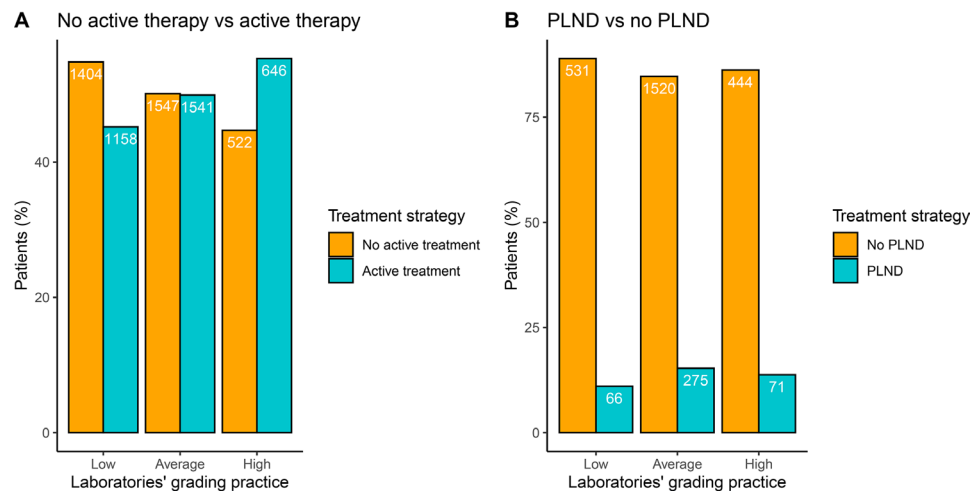 A No active therapy vs active therapy
Patients (%)
40
20
0
1404
1158
1547
1541
522
646
Low Average High
Laboratories' grading practice
Treatment strategy
No active treatment
Active treatment
B PLND vs no PLND
Patients (%)
75
50
25
0
531
66
1520
275
444
71
Low Average High
Laboratories' grading practice
Treatment strategy
No PLND
PLND